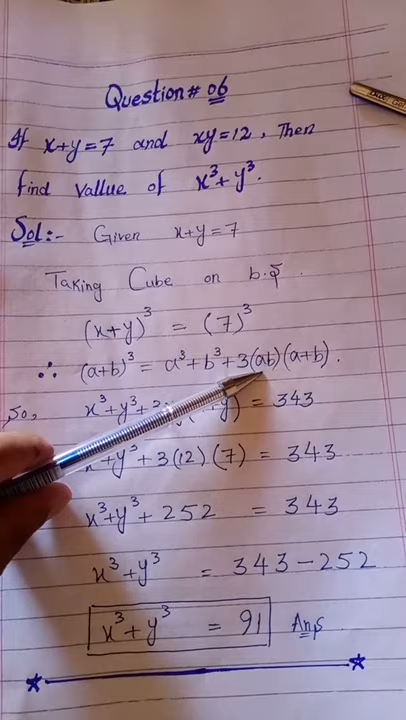 Question # 06
If x+y=7 and xy=12, Then
find vallue of x³+y³.
Sol:- Given x+y=7
Taking Cube on b.s
(x+y)³ = (7)³
∴ (a+b)³ = a³+b³+3(ab)(a+b).
So, x³+y³+3 y) = 343
+y³+3(12)(7) = 343
x³+y³+252 = 343
x³+y³ = 343-252
x³+y³ = 91 Ans